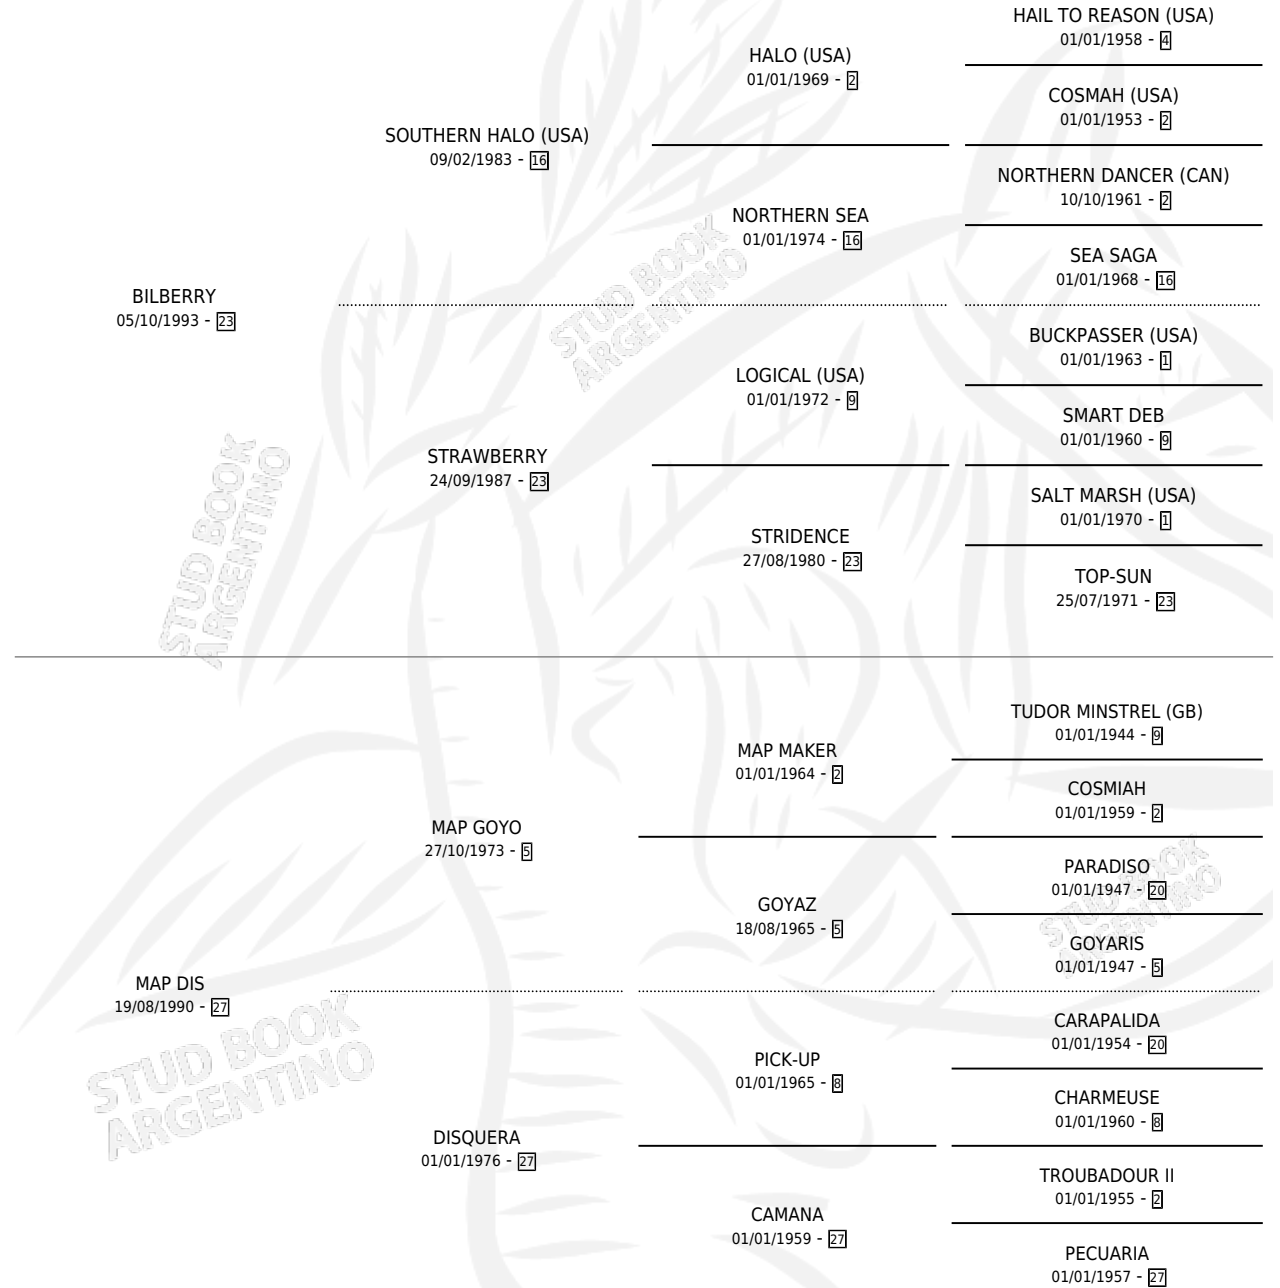 HAIL TO REASON (USA)
01/01/1958 - 4
HALO (USA)
01/01/1969 - 2
COSMAH (USA)
01/01/1953 - 2
SOUTHERN HALO (USA)
09/02/1983 - 16
NORTHERN DANCER (CAN)
10/10/1961 - 2
NORTHERN SEA
01/01/1974 - 16
SEA SAGA
01/01/1968 - 16
STUD BOOK
ARGENTINO
BILBERRY
05/10/1993 - 23
BUCKPASSER (USA)
01/01/1963 - 1
LOGICAL (USA)
01/01/1972 - 9
SMART DEB
01/01/1960 - 9
STRAWBERRY
24/09/1987 - 23
SALT MARSH (USA)
01/01/1970 - 1
STRIDENCE
27/08/1980 - 23
TOP-SUN
25/07/1971 - 23
STUD BOOK
ARGENTINO
TUDOR MINSTREL (GB)
01/01/1944 - 9
MAP MAKER
01/01/1964 - 2
COSMIAH
01/01/1959 - 2
MAP GOYO
27/10/1973 - 5
PARADISO
01/01/1947 - 20
GOYAZ
18/08/1965 - 5
GOYARIS
01/01/1947 - 5
STUD BOOK
ARGENTINO
MAP DIS
19/08/1990 - 27
CARAPALIDA
01/01/1954 - 20
PICK-UP
01/01/1965 - 8
CHARMEUSE
01/01/1960 - 8
STUD BOOK
ARGENTINO
DISQUERA
01/01/1976 - 27
TROUBADOUR II
01/01/1955 - 2
CAMANA
01/01/1959 - 27
PECUARIA
01/01/1957 - 27